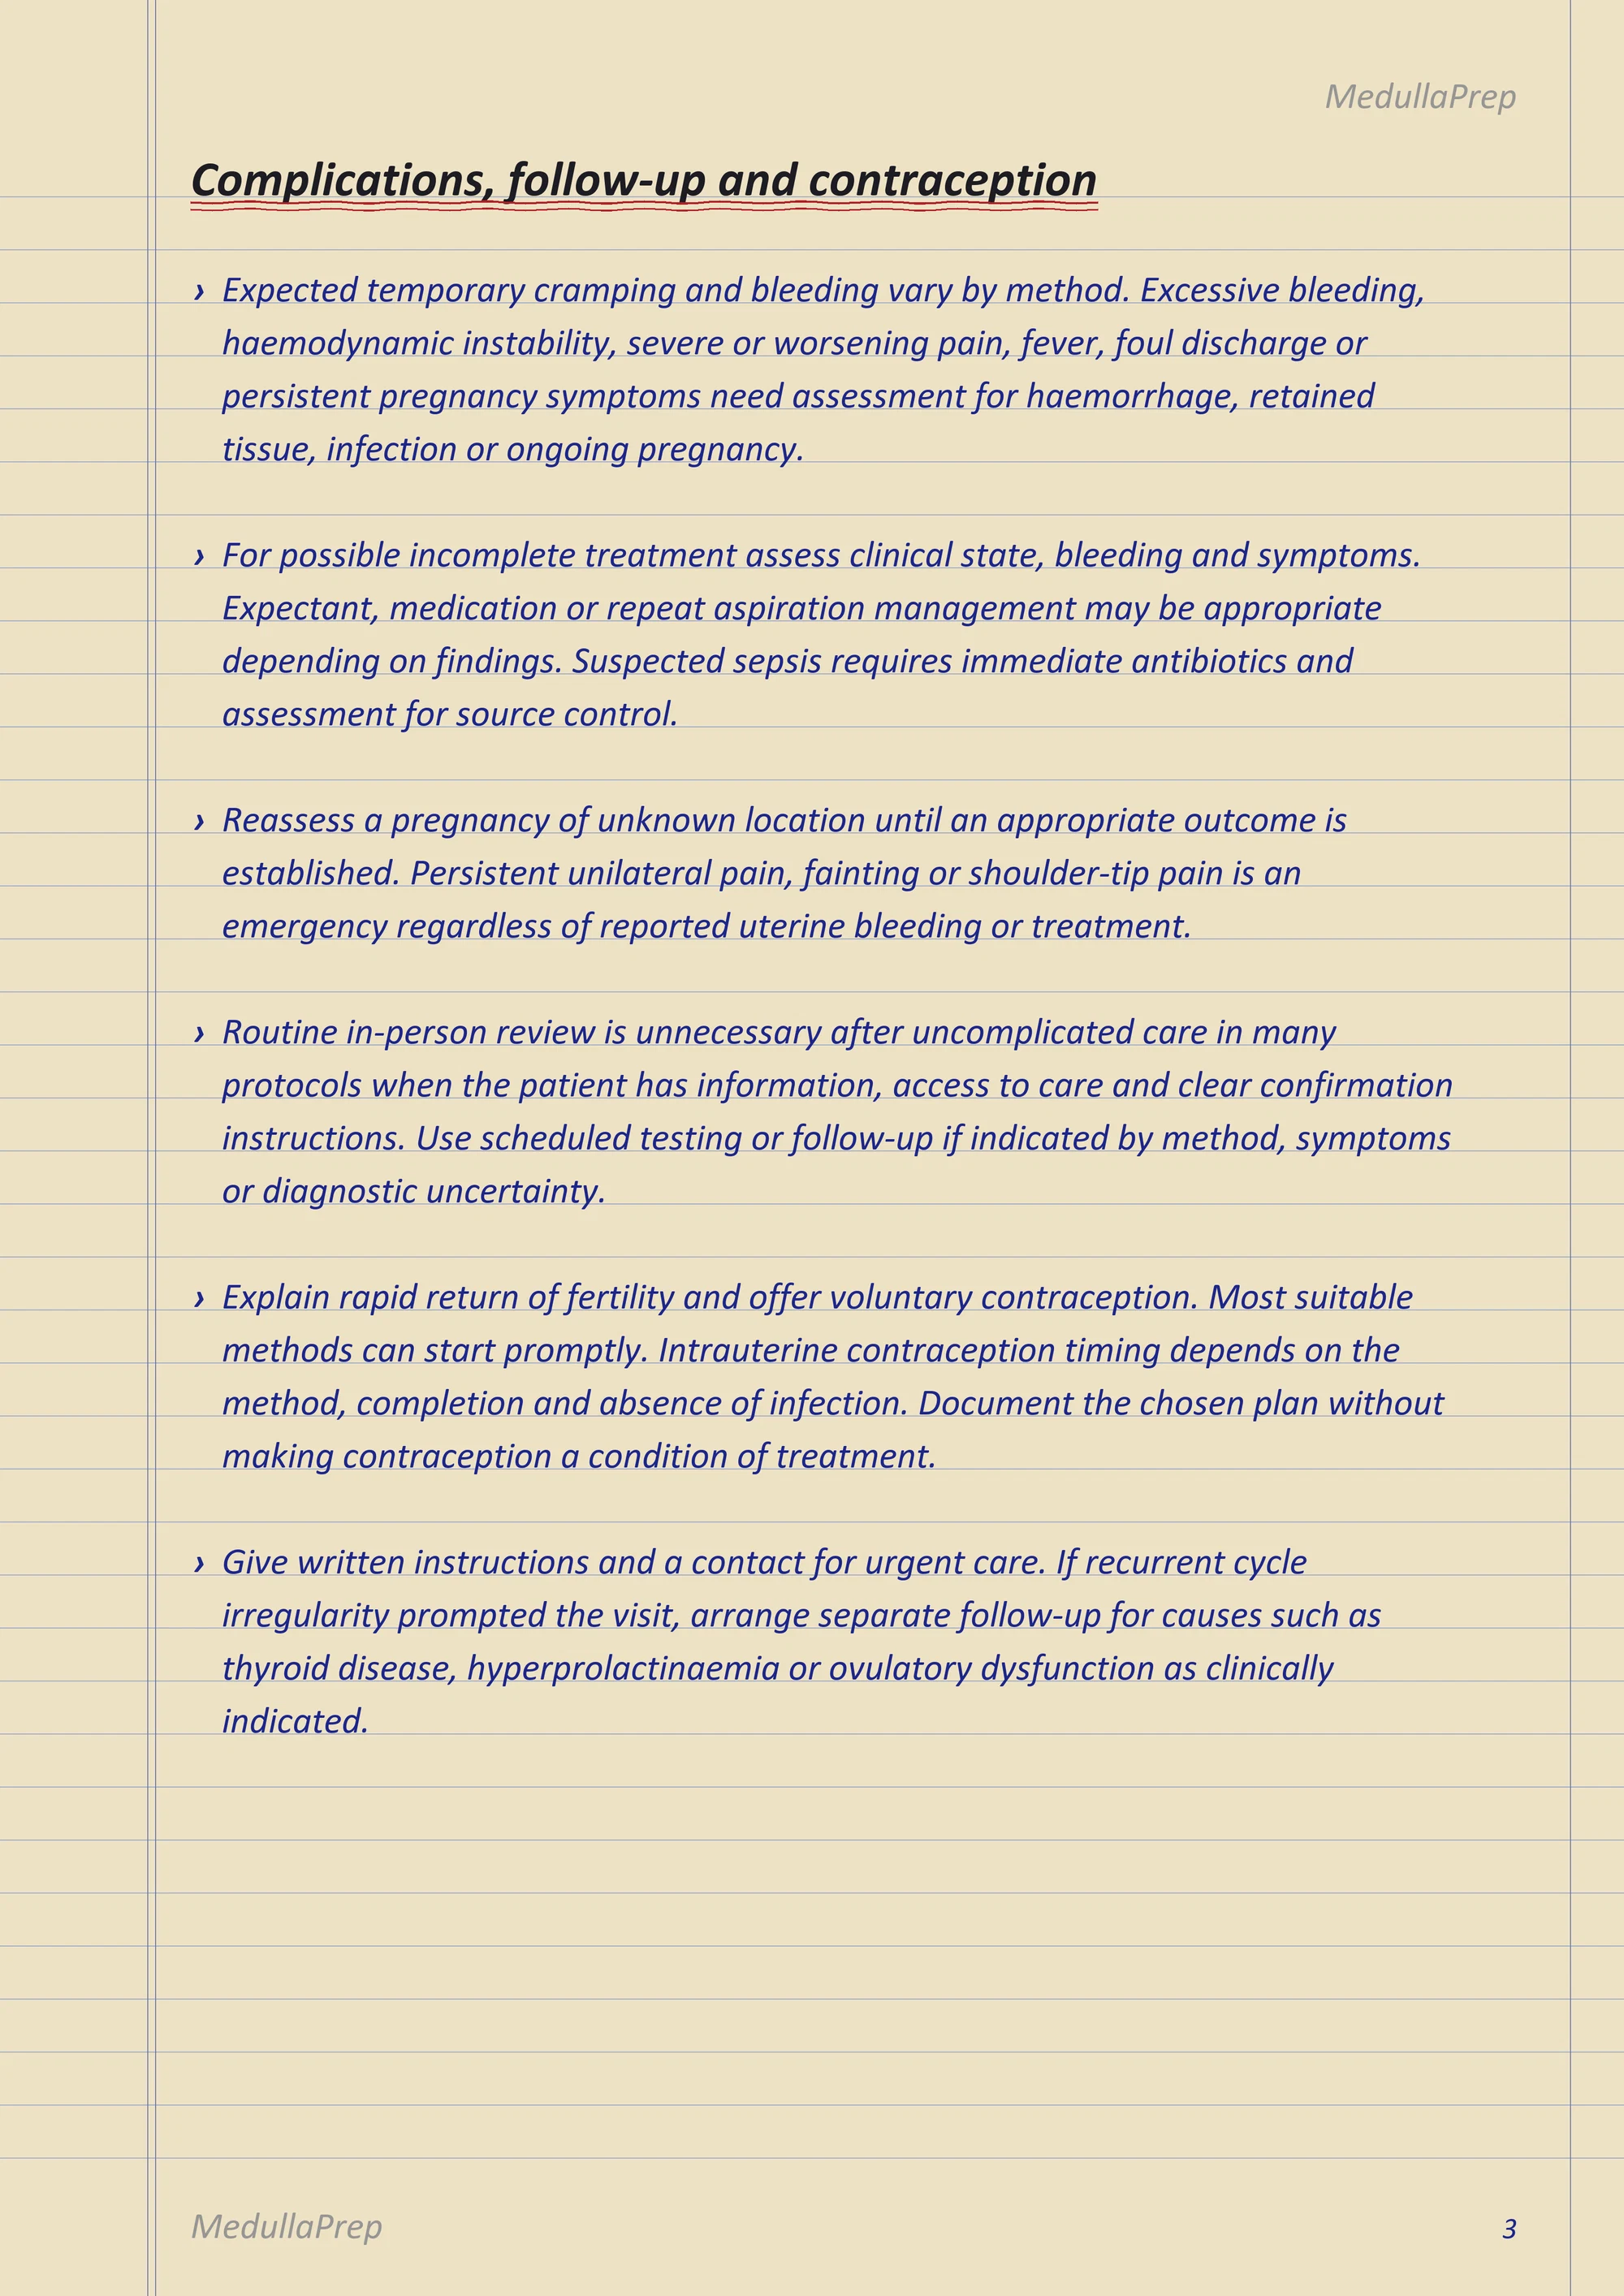 MedullaPrep
Complications, follow-up and contraception
› Expected temporary cramping and bleeding vary by method. Excessive bleeding,
haemodynamic instability, severe or worsening pain, fever, foul discharge or
persistent pregnancy symptoms need assessment for haemorrhage, retained
tissue, infection or ongoing pregnancy.
› For possible incomplete treatment assess clinical state, bleeding and symptoms.
Expectant, medication or repeat aspiration management may be appropriate
depending on findings. Suspected sepsis requires immediate antibiotics and
assessment for source control.
› Reassess a pregnancy of unknown location until an appropriate outcome is
established. Persistent unilateral pain, fainting or shoulder-tip pain is an
emergency regardless of reported uterine bleeding or treatment.
› Routine in-person review is unnecessary after uncomplicated care in many
protocols when the patient has information, access to care and clear confirmation
instructions. Use scheduled testing or follow-up if indicated by method, symptoms
or diagnostic uncertainty.
› Explain rapid return of fertility and offer voluntary contraception. Most suitable
methods can start promptly. Intrauterine contraception timing depends on the
method, completion and absence of infection. Document the chosen plan without
making contraception a condition of treatment.
› Give written instructions and a contact for urgent care. If recurrent cycle
irregularity prompted the visit, arrange separate follow-up for causes such as
thyroid disease, hyperprolactinaemia or ovulatory dysfunction as clinically
indicated.
MedullaPrep
3